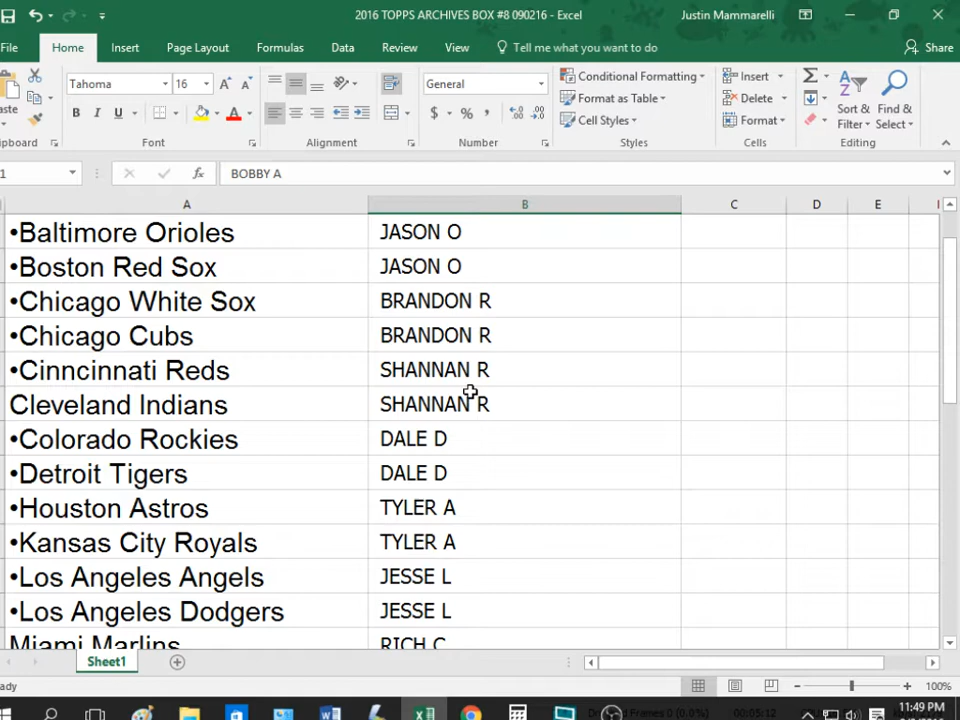 2016 TOPPS ARCHIVES BOX #8 090216 - Excel
Justin Mammarelli
File Home Insert Page Layout Formulas Data Review View Tell me what you want to do Share
Tahoma 16 General
B I U $ % ,
Conditional Formatting
Format as Table
Cell Styles
Insert
Delete
Format
Sort & Filter
Find & Select
Font Alignment Number Styles Cells Editing
fx BOBBY A
A B C D E
•Baltimore Orioles JASON O
•Boston Red Sox JASON O
•Chicago White Sox BRANDON R
•Chicago Cubs BRANDON R
•Cinncinnati Reds SHANNAN R
Cleveland Indians SHANNAN R
•Colorado Rockies DALE D
•Detroit Tigers DALE D
•Houston Astros TYLER A
•Kansas City Royals TYLER A
•Los Angeles Angels JESSE L
•Los Angeles Dodgers JESSE L
Miami Marlins RICH C
Sheet1
100%
11:49 PM